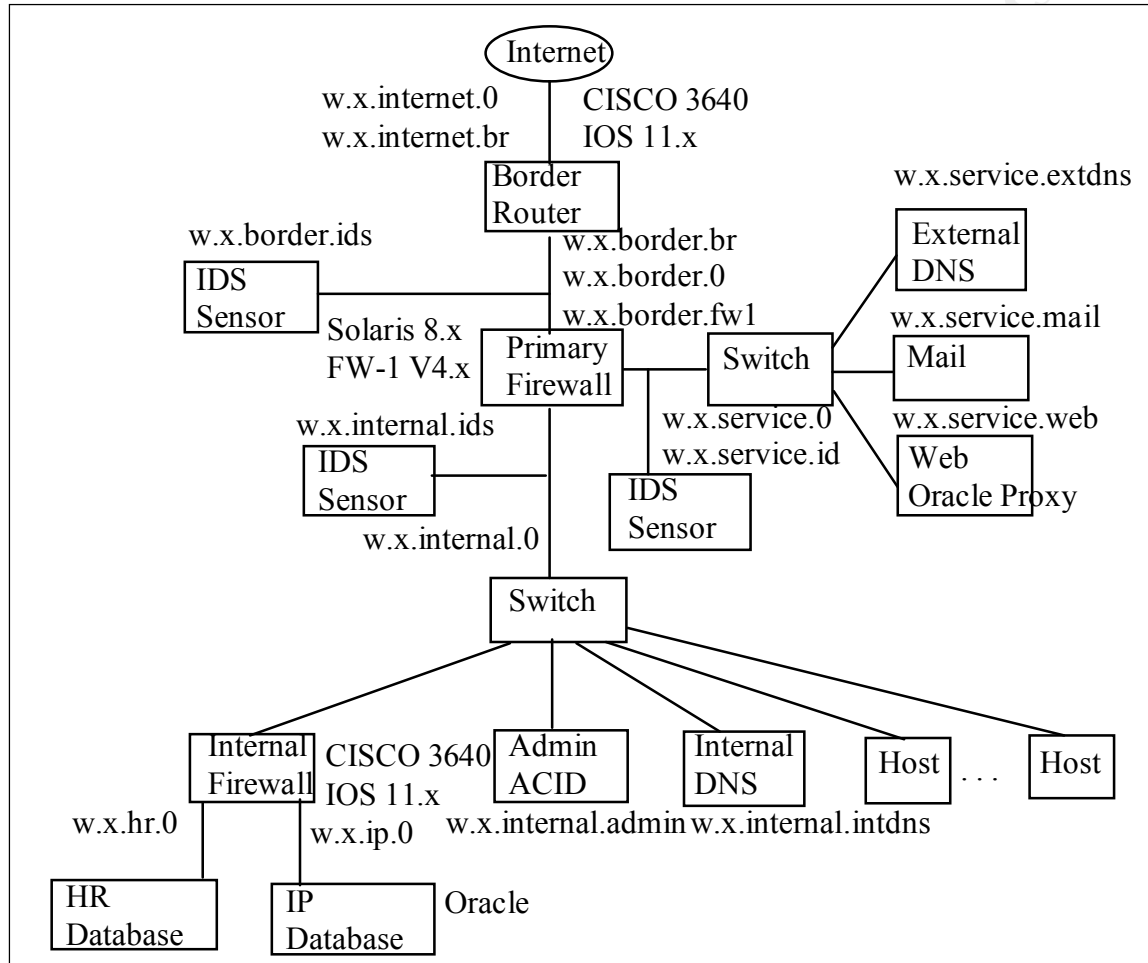 Internet
w.x.internet.0
w.x.internet.br
CISCO 3640
IOS 11.x
Border
Router
w.x.service.extdns
External
DNS
w.x.border.ids
IDS
Sensor
w.x.border.br
w.x.border.0
w.x.border.fw1
Solaris 8.x
FW-1 V4.x
Primary
Firewall
Switch
w.x.service.mail
Mail
w.x.service.web
Web
Oracle Proxy
w.x.service.0
w.x.service.id
IDS
Sensor
w.x.internal.ids
IDS
Sensor
w.x.internal.0
Switch
Internal
Firewall
CISCO 3640
IOS 11.x
Admin
ACID
Internal
DNS
Host
. . .
Host
w.x.hr.0
w.x.ip.0
w.x.internal.admin
w.x.internal.intdns
HR
Database
IP
Database
Oracle